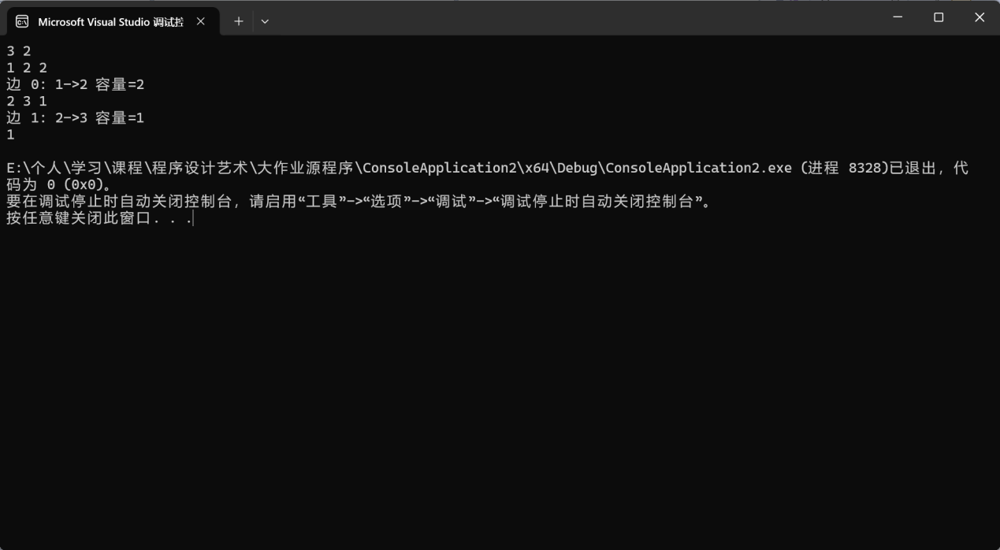 Microsoft Visual Studio 调试控
3 2
1 2 2
边 0: 1->2 容量=2
2 3 1
边 1: 2->3 容量=1
1
E:\个人\学习\课程\程序设计艺术\大作业源程序\ConsoleApplication2\x64\Debug\ConsoleApplication2.exe (进程 8328)已退出，代
码为 0 (0x0)。
要在调试停止时自动关闭控制台，请启用“工具”->“选项”->“调试”->“调试停止时自动关闭控制台”。
按任意键关闭此窗口. . .